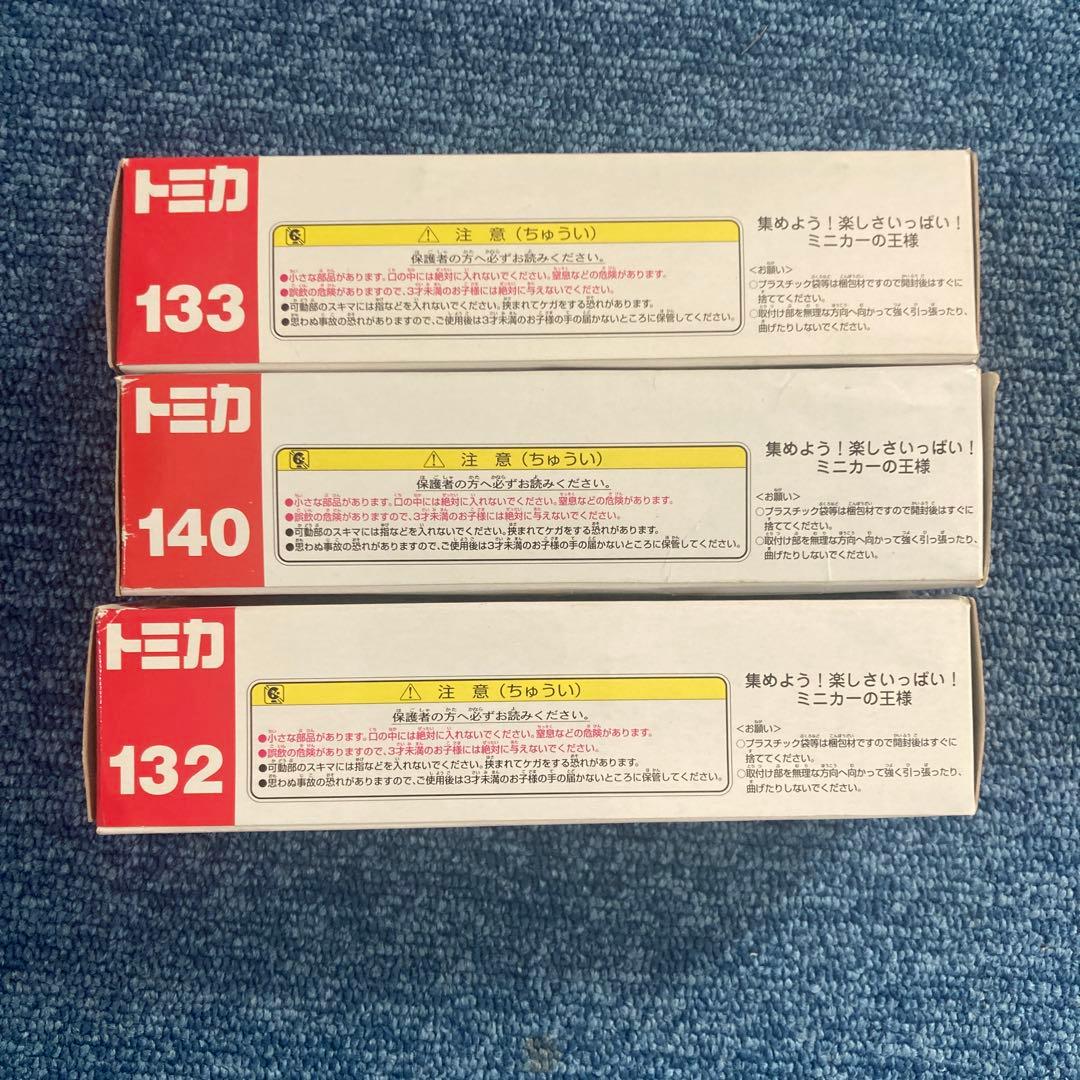 トミカ
133
注意（ちゅうい）
保護者の方へ必ずお読みください。
●小さな部品があります。口の中には絶対に入れないでください。窒息などの危険があります。
●誤飲の危険がありますので、3才未満のお子様には絶対に与えないでください。
●可動部のスキマには指などを入れないでください。挟まれてケガをする恐れがあります。
●思わぬ事故の恐れがありますので、ご使用後は3才未満のお子様の手の届かないところに保管してください。
集めよう！楽しさいっぱい！
ミニカーの王様
<お願い>
○プラスチック袋等は梱包材ですので開封後はすぐに
捨ててください。
○取付け部を無理な方向へ向かって強く引っ張ったり、
曲げたりしないでください。
トミカ
140
注意（ちゅうい）
保護者の方へ必ずお読みください。
●小さな部品があります。口の中には絶対に入れないでください。窒息などの危険があります。
●誤飲の危険がありますので、3才未満のお子様には絶対に与えないでください。
●可動部のスキマには指などを入れないでください。挟まれてケガをする恐れがあります。
●思わぬ事故の恐れがありますので、ご使用後は3才未満のお子様の手の届かないところに保管してください。
集めよう！楽しさいっぱい！
ミニカーの王様
<お願い>
○プラスチック袋等は梱包材ですので開封後はすぐに
捨ててください。
○取付け部を無理な方向へ向かって強く引っ張ったり、
曲げたりしないでください。
トミカ
132
注意（ちゅうい）
保護者の方へ必ずお読みください。
●小さな部品があります。口の中には絶対に入れないでください。窒息などの危険があります。
●誤飲の危険がありますので、3才未満のお子様には絶対に与えないでください。
●可動部のスキマには指などを入れないでください。挟まれてケガをする恐れがあります。
●思わぬ事故の恐れがありますので、ご使用後は3才未満のお子様の手の届かないところに保管してください。
集めよう！楽しさいっぱい！
ミニカーの王様
<お願い>
○プラスチック袋等は梱包材ですので開封後はすぐに
捨ててください。
○取付け部を無理な方向へ向かって強く引っ張ったり、
曲げたりしないでください。